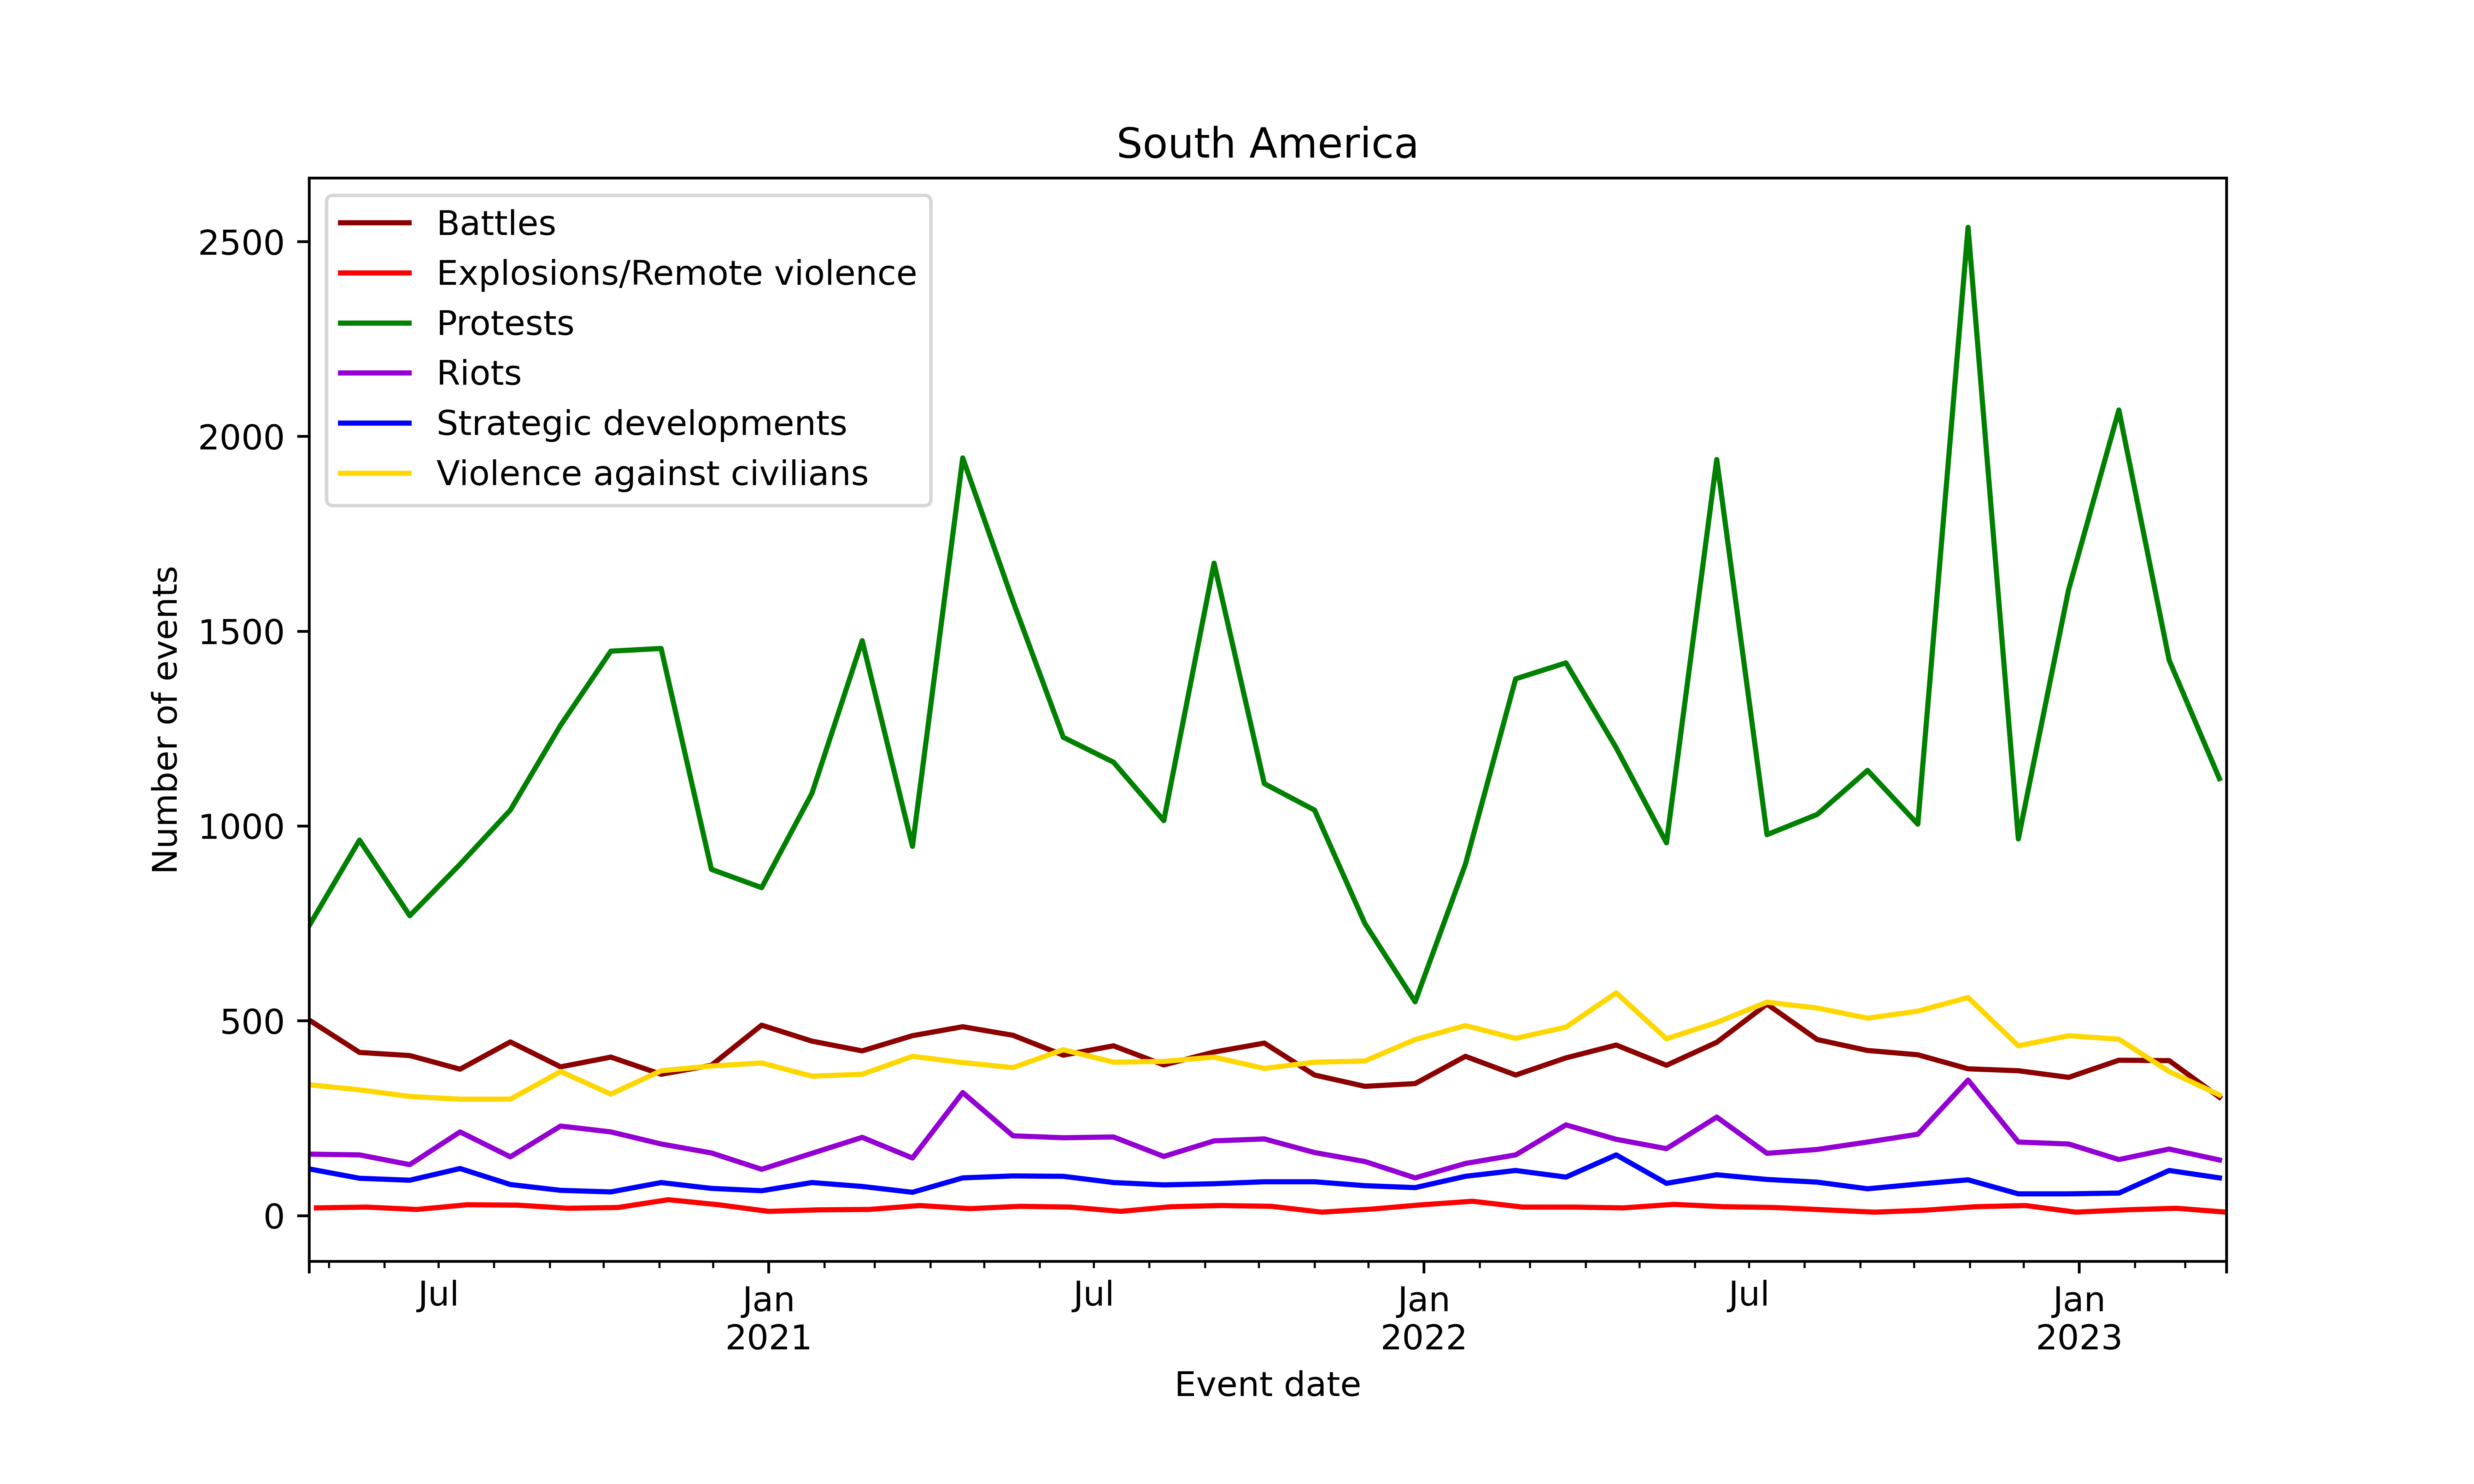 South America
Battles
Explosions/Remote violence
Protests
Riots
Strategic developments
Violence against civilians
2500
2000
1500
1000
500
0
Number of events
Jul
Jan
2021
Jul
Jan
2022
Jul
Jan
2023
Event date